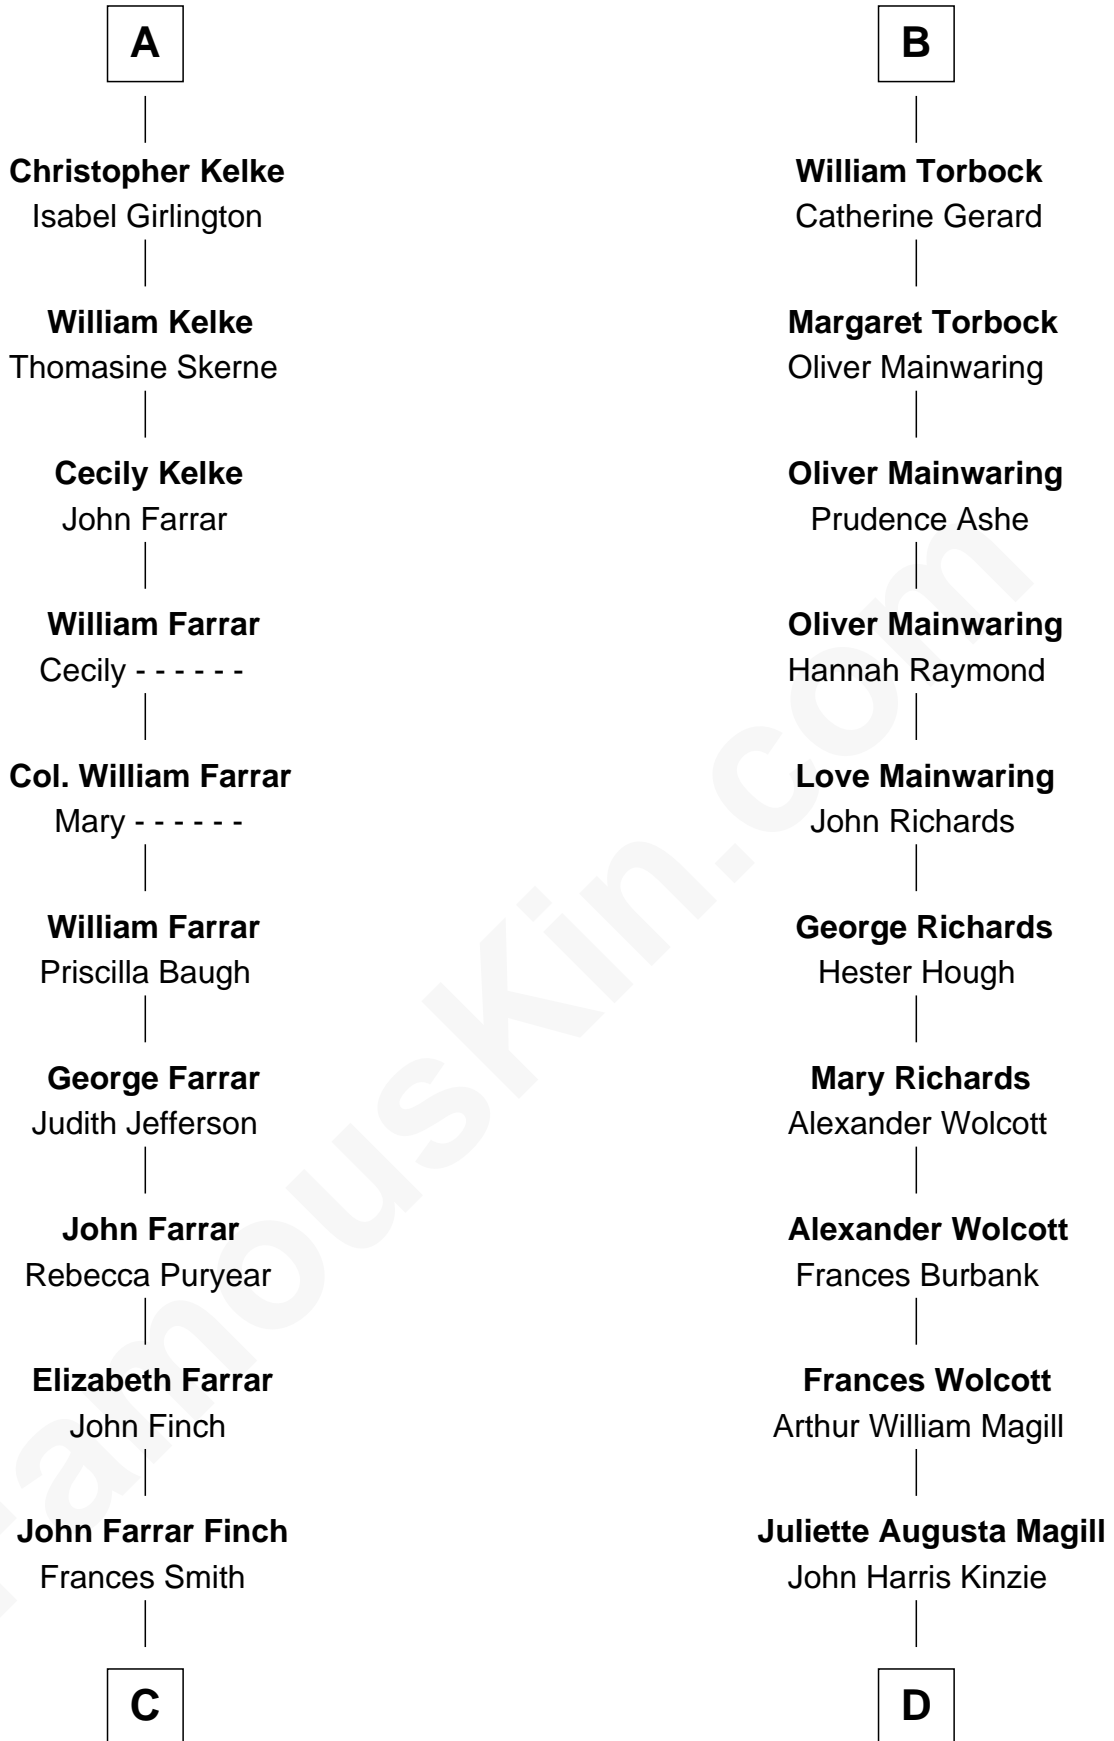 A
Christopher Kelke
Isabel Girlington
William Kelke
Thomasine Skerne
Cecily Kelke
John Farrar
William Farrar
Cecily - - - - - -
Col. William Farrar
Mary - - - - - -
William Farrar
Priscilla Baugh
George Farrar
Judith Jefferson
John Farrar
Rebecca Puryear
Elizabeth Farrar
John Finch
John Farrar Finch
Frances Smith
C
B
William Torbock
Catherine Gerard
Margaret Torbock
Oliver Mainwaring
Oliver Mainwaring
Prudence Ashe
Oliver Mainwaring
Hannah Raymond
Love Mainwaring
John Richards
George Richards
Hester Hough
Mary Richards
Alexander Wolcott
Alexander Wolcott
Frances Burbank
Frances Wolcott
Arthur William Magill
Juliette Augusta Magill
John Harris Kinzie
D
FamousKin.com